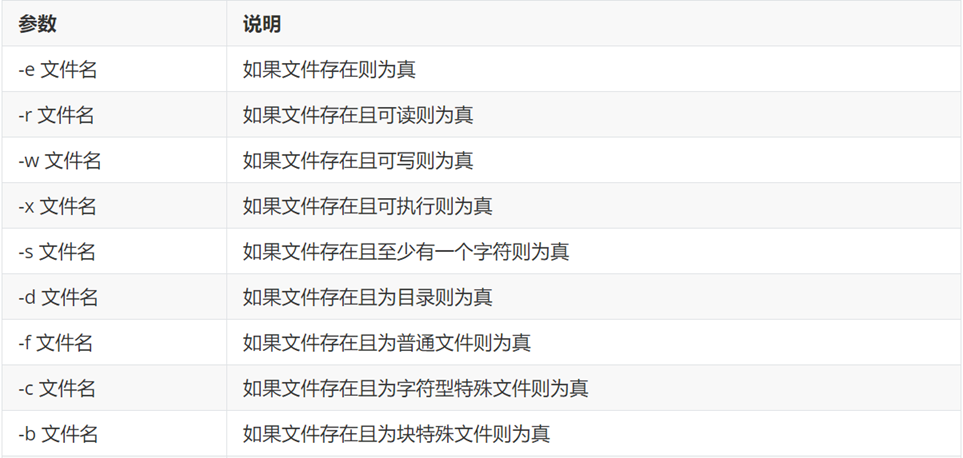 参数 说明
-e 文件名 如果文件存在则为真
-r 文件名 如果文件存在且可读则为真
-w 文件名 如果文件存在且可写则为真
-x 文件名 如果文件存在且可执行则为真
-s 文件名 如果文件存在且至少有一个字符则为真
-d 文件名 如果文件存在且为目录则为真
-f 文件名 如果文件存在且为普通文件则为真
-c 文件名 如果文件存在且为字符型特殊文件则为真
-b 文件名 如果文件存在且为块特殊文件则为真